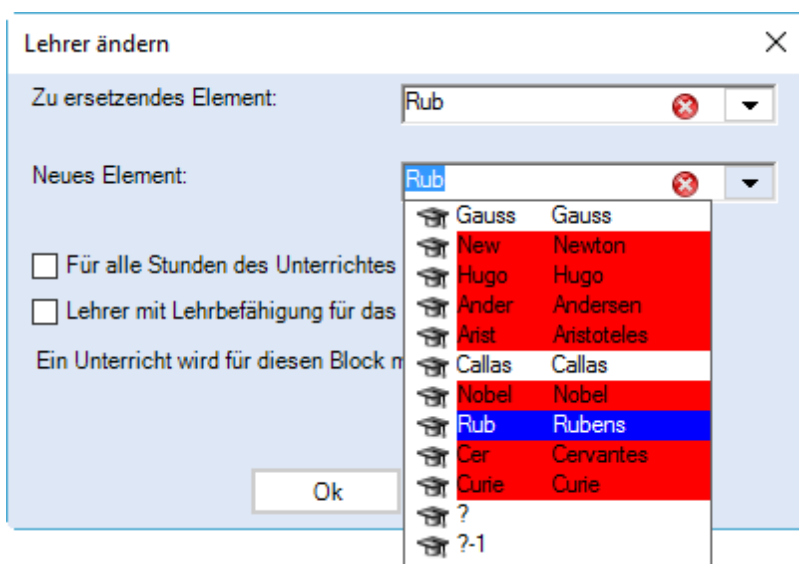 Lehrer ändern
Zu ersetzendes Element: Rub
Neues Element: Rub
Gauss Gauss
New Newton
Für alle Stunden des Unterrichtes Hugo Hugo
Lehrer mit Lehrbefähigung für das Ander Andersen
Arist Aristoteles
Ein Unterricht wird für diesen Block Callas Callas
Nobel Nobel
Rub Rubens
Cer Cervantes
Ok Curie Curie
?
?-1